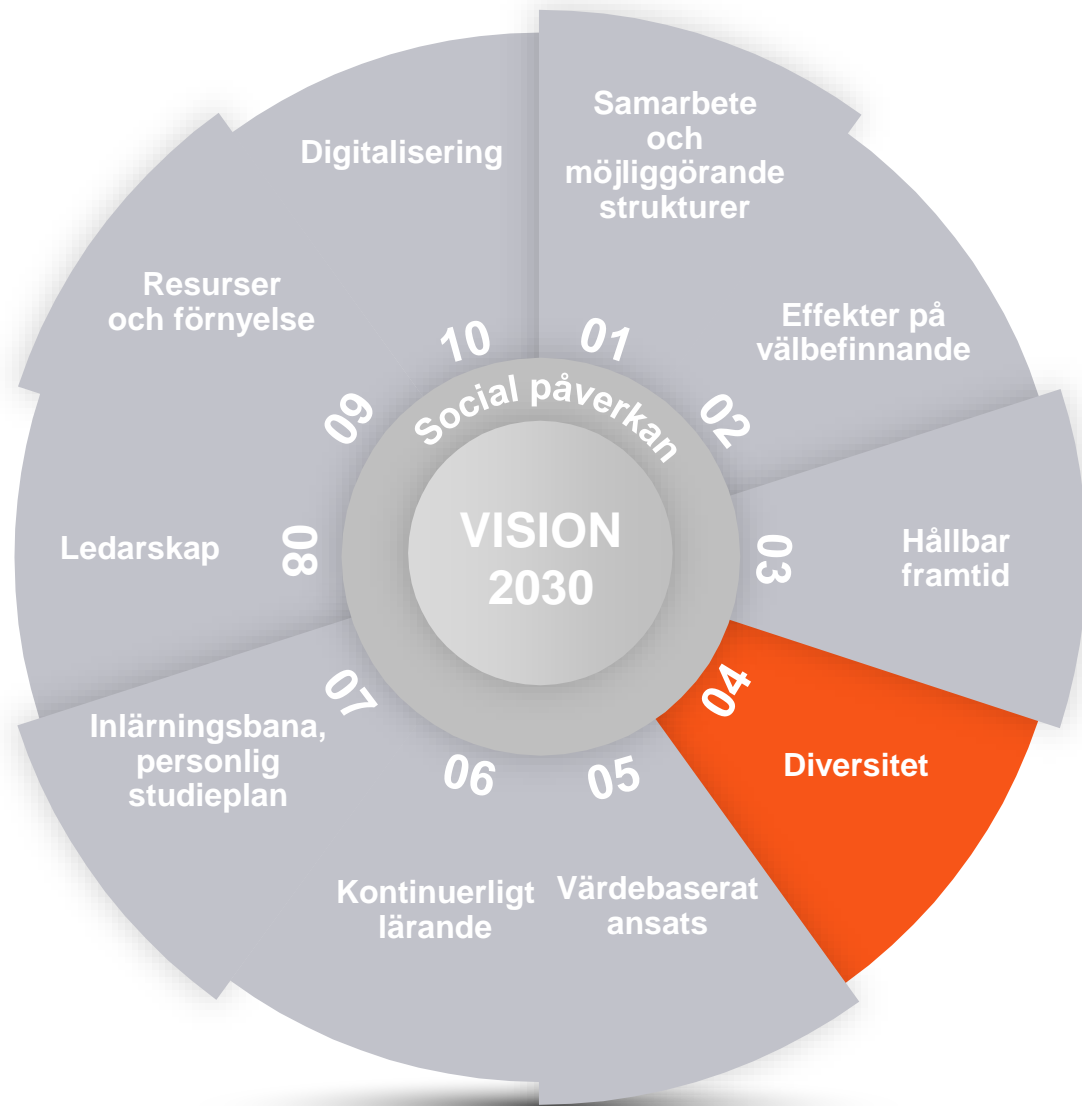 VISION
2030
Social påverkan
01
Samarbete
och
möjliggörande
strukturer
02
Effekter på
välbefinnande
03
Hållbar
framtid
04
Diversitet
05
Värdebaserat
ansats
06
Kontinuerligt
lärande
07
Inlärningsbana,
personlig
studieplan
08
Ledarskap
09
Resurser
och förnyelse
10
Digitalisering